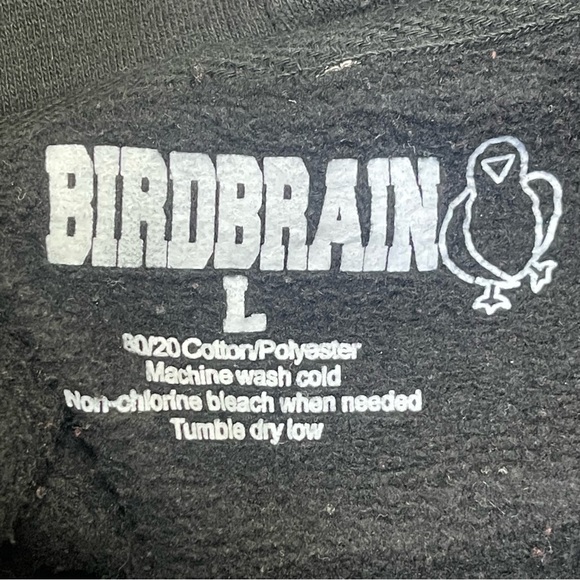 BIRDBRAIN
L
80/20 Cotton/Polyester
Machine wash cold
Non-chlorine bleach when needed
Tumble dry low